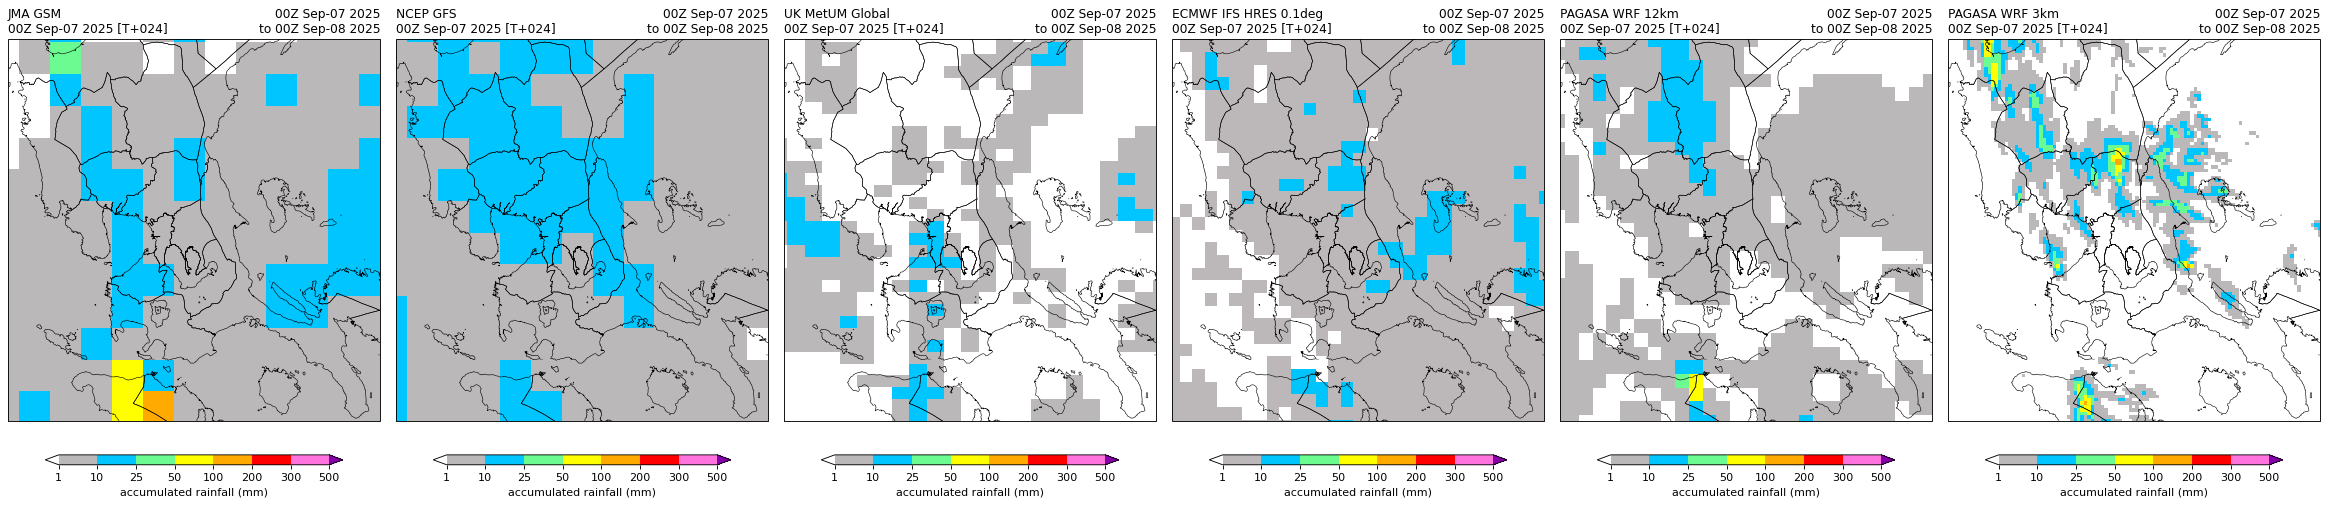 JMA GSM 00Z Sep-07 2025
00Z Sep-07 2025 [T+024] to 00Z Sep-08 2025
1 10 25 50 100 200 300 500
accumulated rainfall (mm)
NCEP GFS 00Z Sep-07 2025
00Z Sep-07 2025 [T+024] to 00Z Sep-08 2025
1 10 25 50 100 200 300 500
accumulated rainfall (mm)
UK MetUM Global 00Z Sep-07 2025
00Z Sep-07 2025 [T+024] to 00Z Sep-08 2025
1 10 25 50 100 200 300 500
accumulated rainfall (mm)
ECMWF IFS HRES 0.1deg 00Z Sep-07 2025
00Z Sep-07 2025 [T+024] to 00Z Sep-08 2025
1 10 25 50 100 200 300 500
accumulated rainfall (mm)
PAGASA WRF 12km 00Z Sep-07 2025
00Z Sep-07 2025 [T+024] to 00Z Sep-08 2025
1 10 25 50 100 200 300 500
accumulated rainfall (mm)
PAGASA WRF 3km 00Z Sep-07 2025
00Z Sep-07 2025 [T+024] to 00Z Sep-08 2025
1 10 25 50 100 200 300 500
accumulated rainfall (mm)